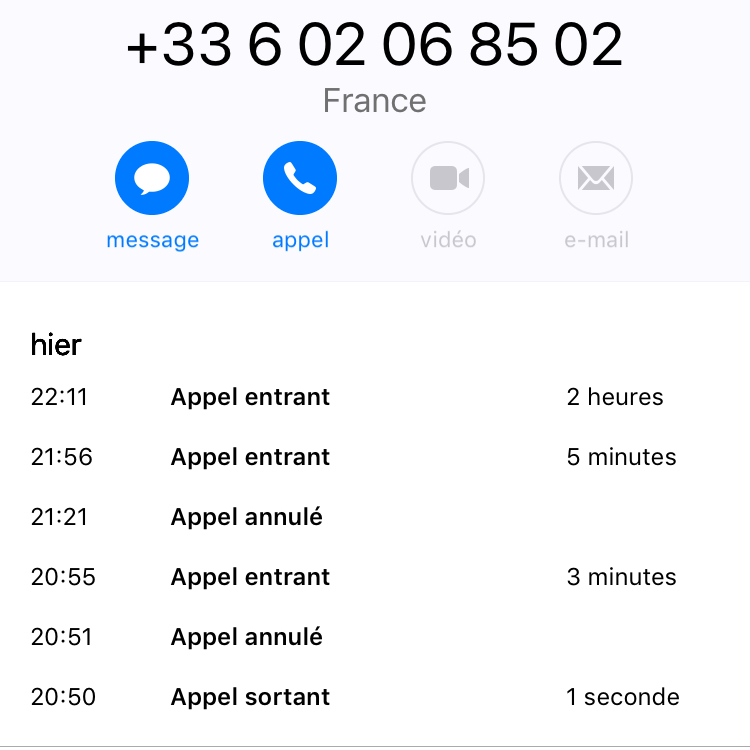 +33 6 02 06 85 02
France
message appel vidéo e-mail
hier
22:11 Appel entrant 2 heures
21:56 Appel entrant 5 minutes
21:21 Appel annulé
20:55 Appel entrant 3 minutes
20:51 Appel annulé
20:50 Appel sortant 1 seconde